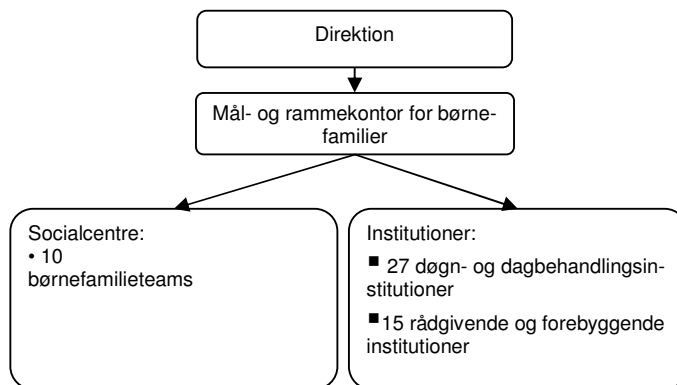 Direktion
Mål- og rammekontor for børne-
familier
Socialcentre:
• 10
børnefamilieteams
Institutioner:
▪ 27 døgn- og dagbehandlingsin-
stitutioner
▪15 rådgivende og forebyggende
institutioner